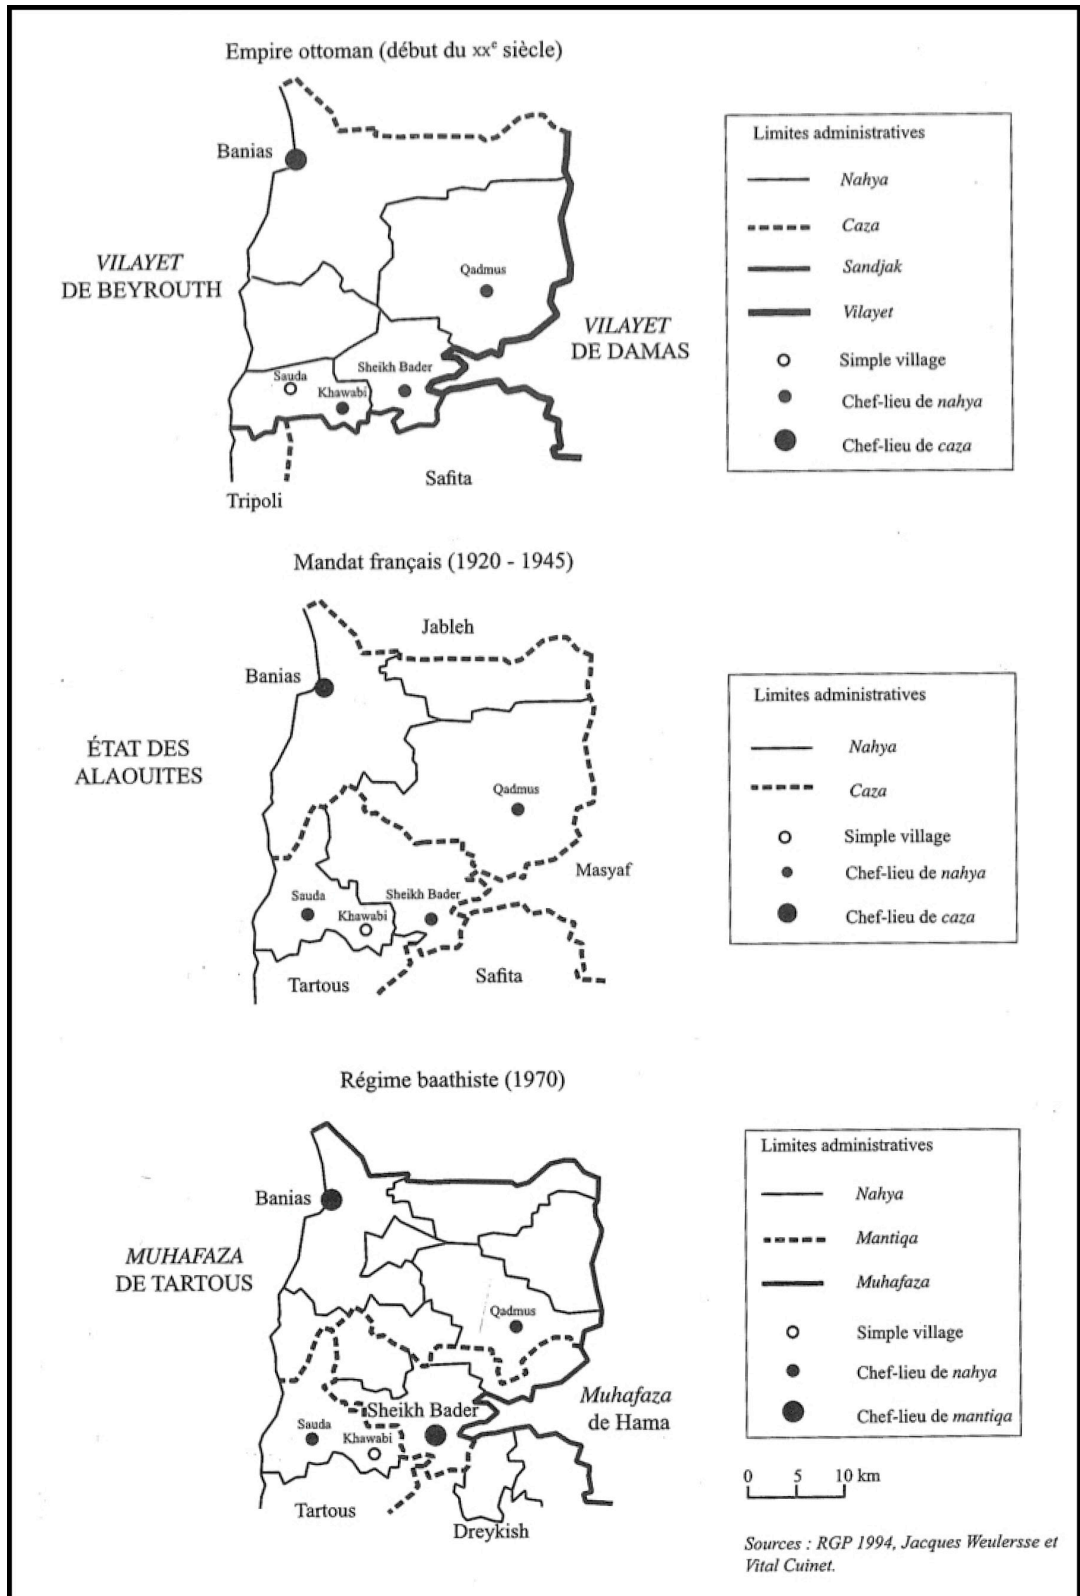 Empire ottoman (début du XXe siècle)
Banias
VILAYET
DE BEYROUTH
Qadmus
VILAYET
DE DAMAS
Sheikh Bader
Sauda
Khawabi
Safita
Tripoli
Limites administratives
Nahya
Caza
Sandjak
Vilayet
Simple village
Chef-lieu de nahya
Chef-lieu de caza
Mandat français (1920 - 1945)
Jableh
Banias
ÉTAT DES
ALAOUITES
Qadmus
Masyaf
Sauda
Sheikh Bader
Khawabi
Tartous
Safita
Limites administratives
Nahya
Caza
Simple village
Chef-lieu de nahya
Chef-lieu de caza
Régime baathiste (1970)
Banias
MUHAFAZA
DE TARTOUS
Qadmus
Muhafaza
de Hama
Sheikh Bader
Sauda
Khawabi
Tartous
Dreykish
Limites administratives
Nahya
Mantiqa
Muhafaza
Simple village
Chef-lieu de nahya
Chef-lieu de mantiqa
0 5 10 km
Sources : RGP 1994, Jacques Weulersse et
Vital Cuinet.